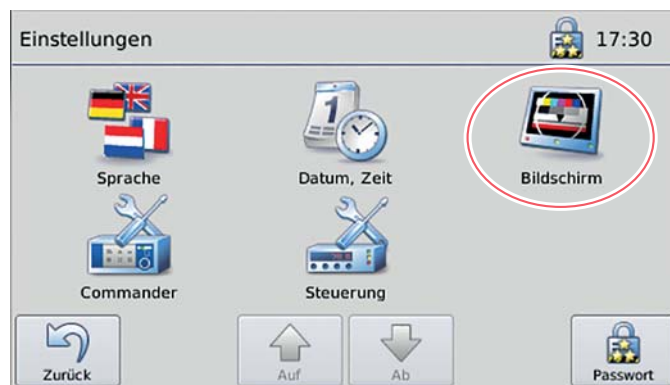 Einstellungen
17:30
Sprache
Datum, Zeit
Bildschirm
Commander
Steuerung
Zurück
Auf
Ab
Passwort